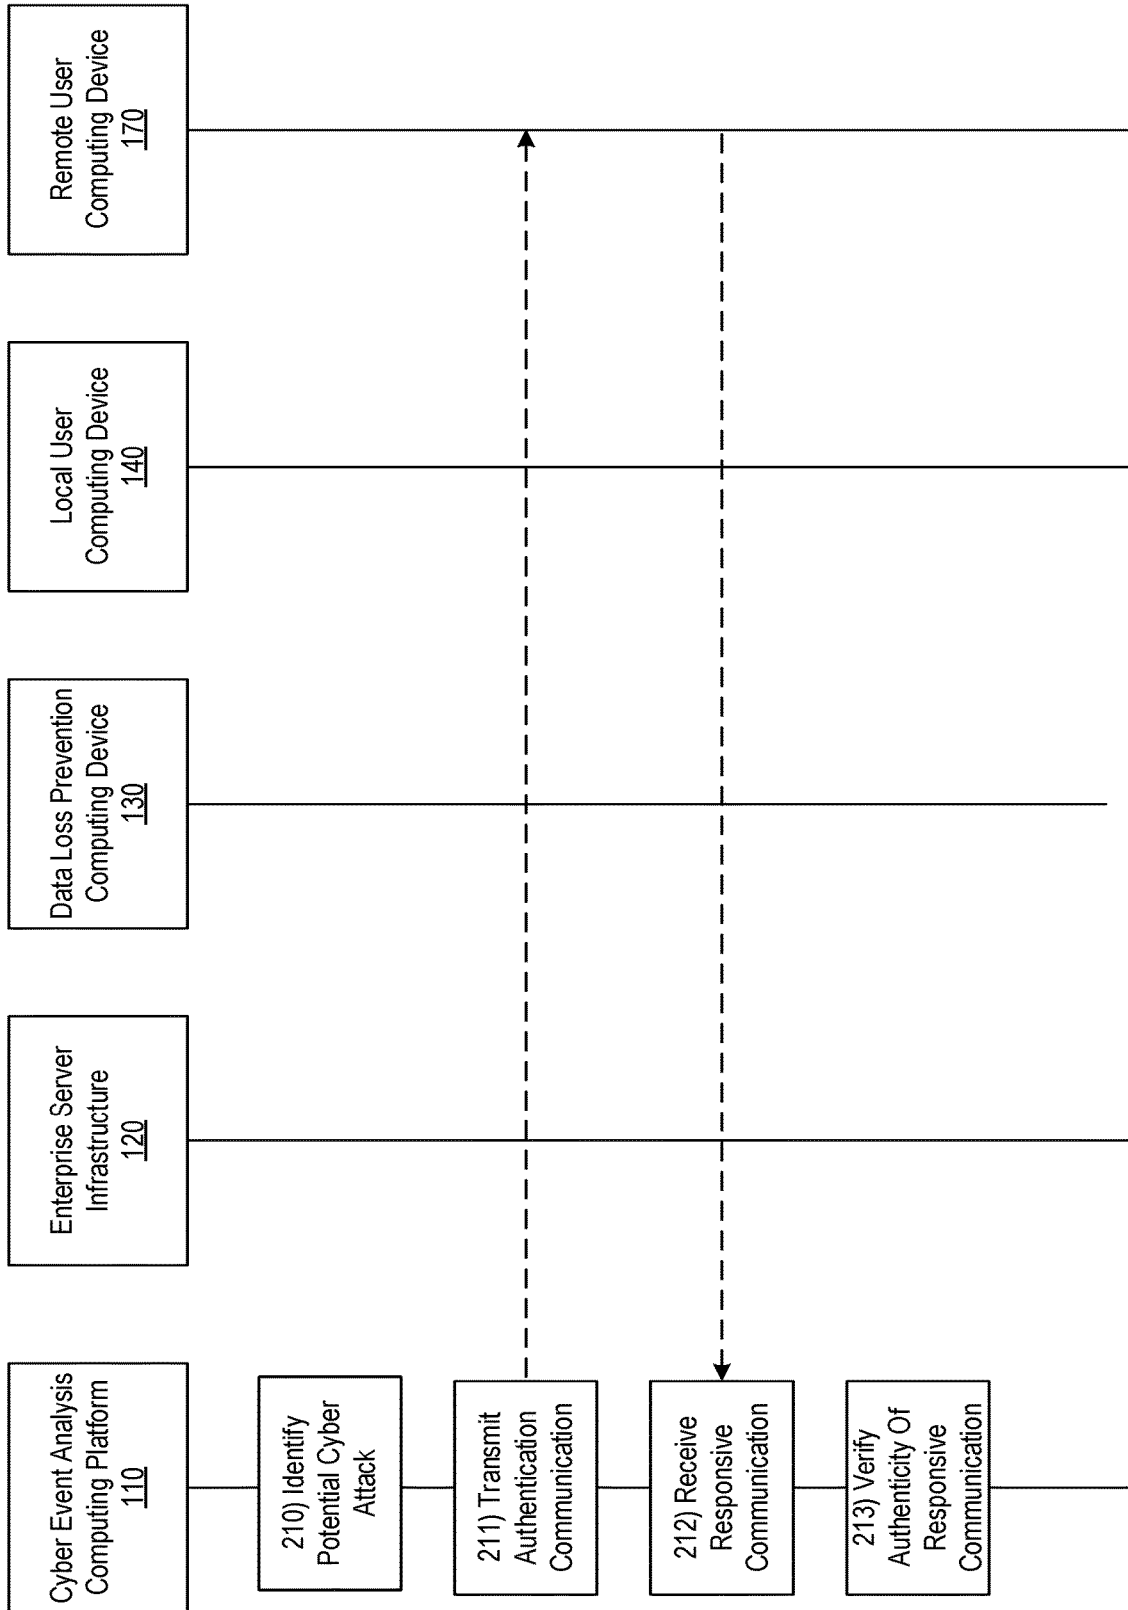 Cyber Event Analysis
Computing Platform
110
Enterprise Server
Infrastructure
120
Data Loss Prevention
Computing Device
130
Local User
Computing Device
140
Remote User
Computing Device
170
210) Identify
Potential Cyber
Attack
211) Transmit
Authentication
Communication
212) Receive
Responsive
Communication
213) Verify
Authenticity Of
Responsive
Communication